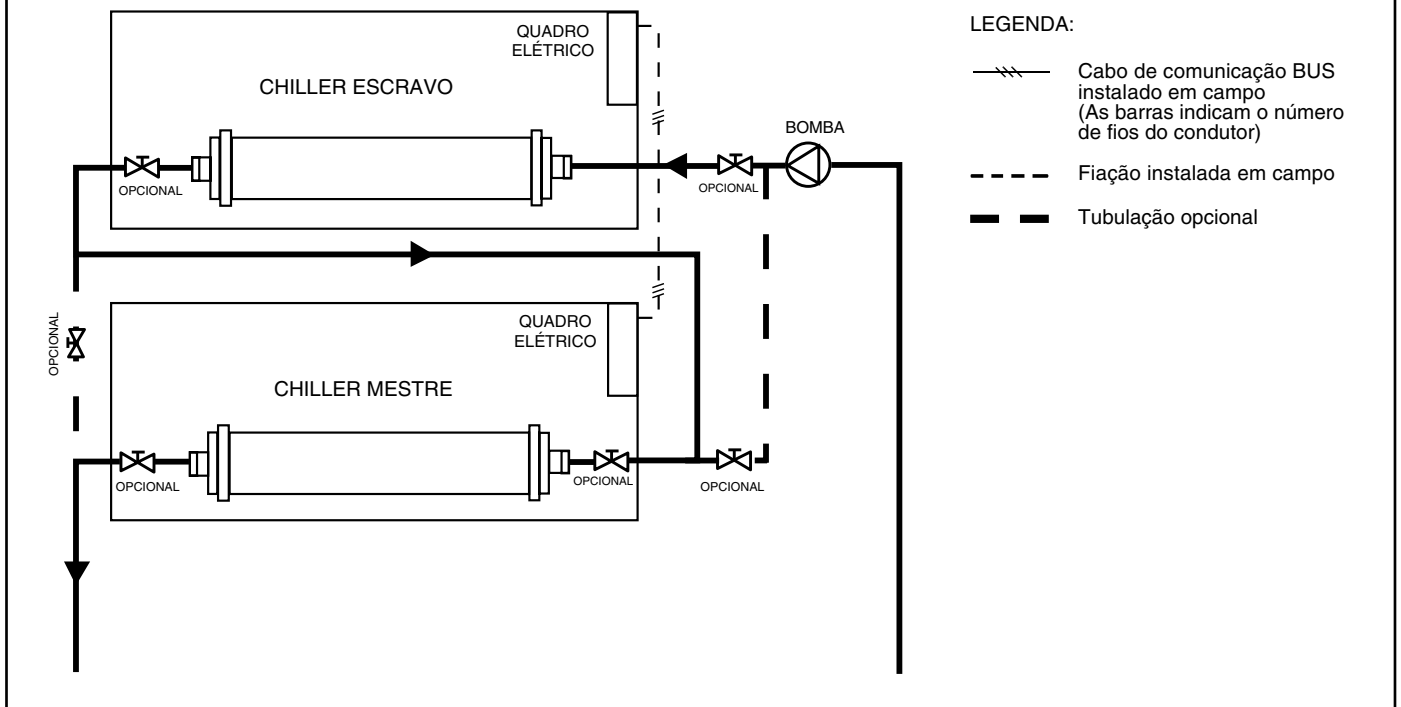 QUADRO
ELÉTRICO
CHILLER ESCRAVO
BOMBA
OPCIONAL
OPCIONAL
OPCIONAL
QUADRO
ELÉTRICO
CHILLER MESTRE
OPCIONAL
OPCIONAL
OPCIONAL
LEGENDA:
Cabo de comunicação BUS
instalado em campo
(As barras indicam o número
de fios do condutor)
Fiação instalada em campo
Tubulação opcional